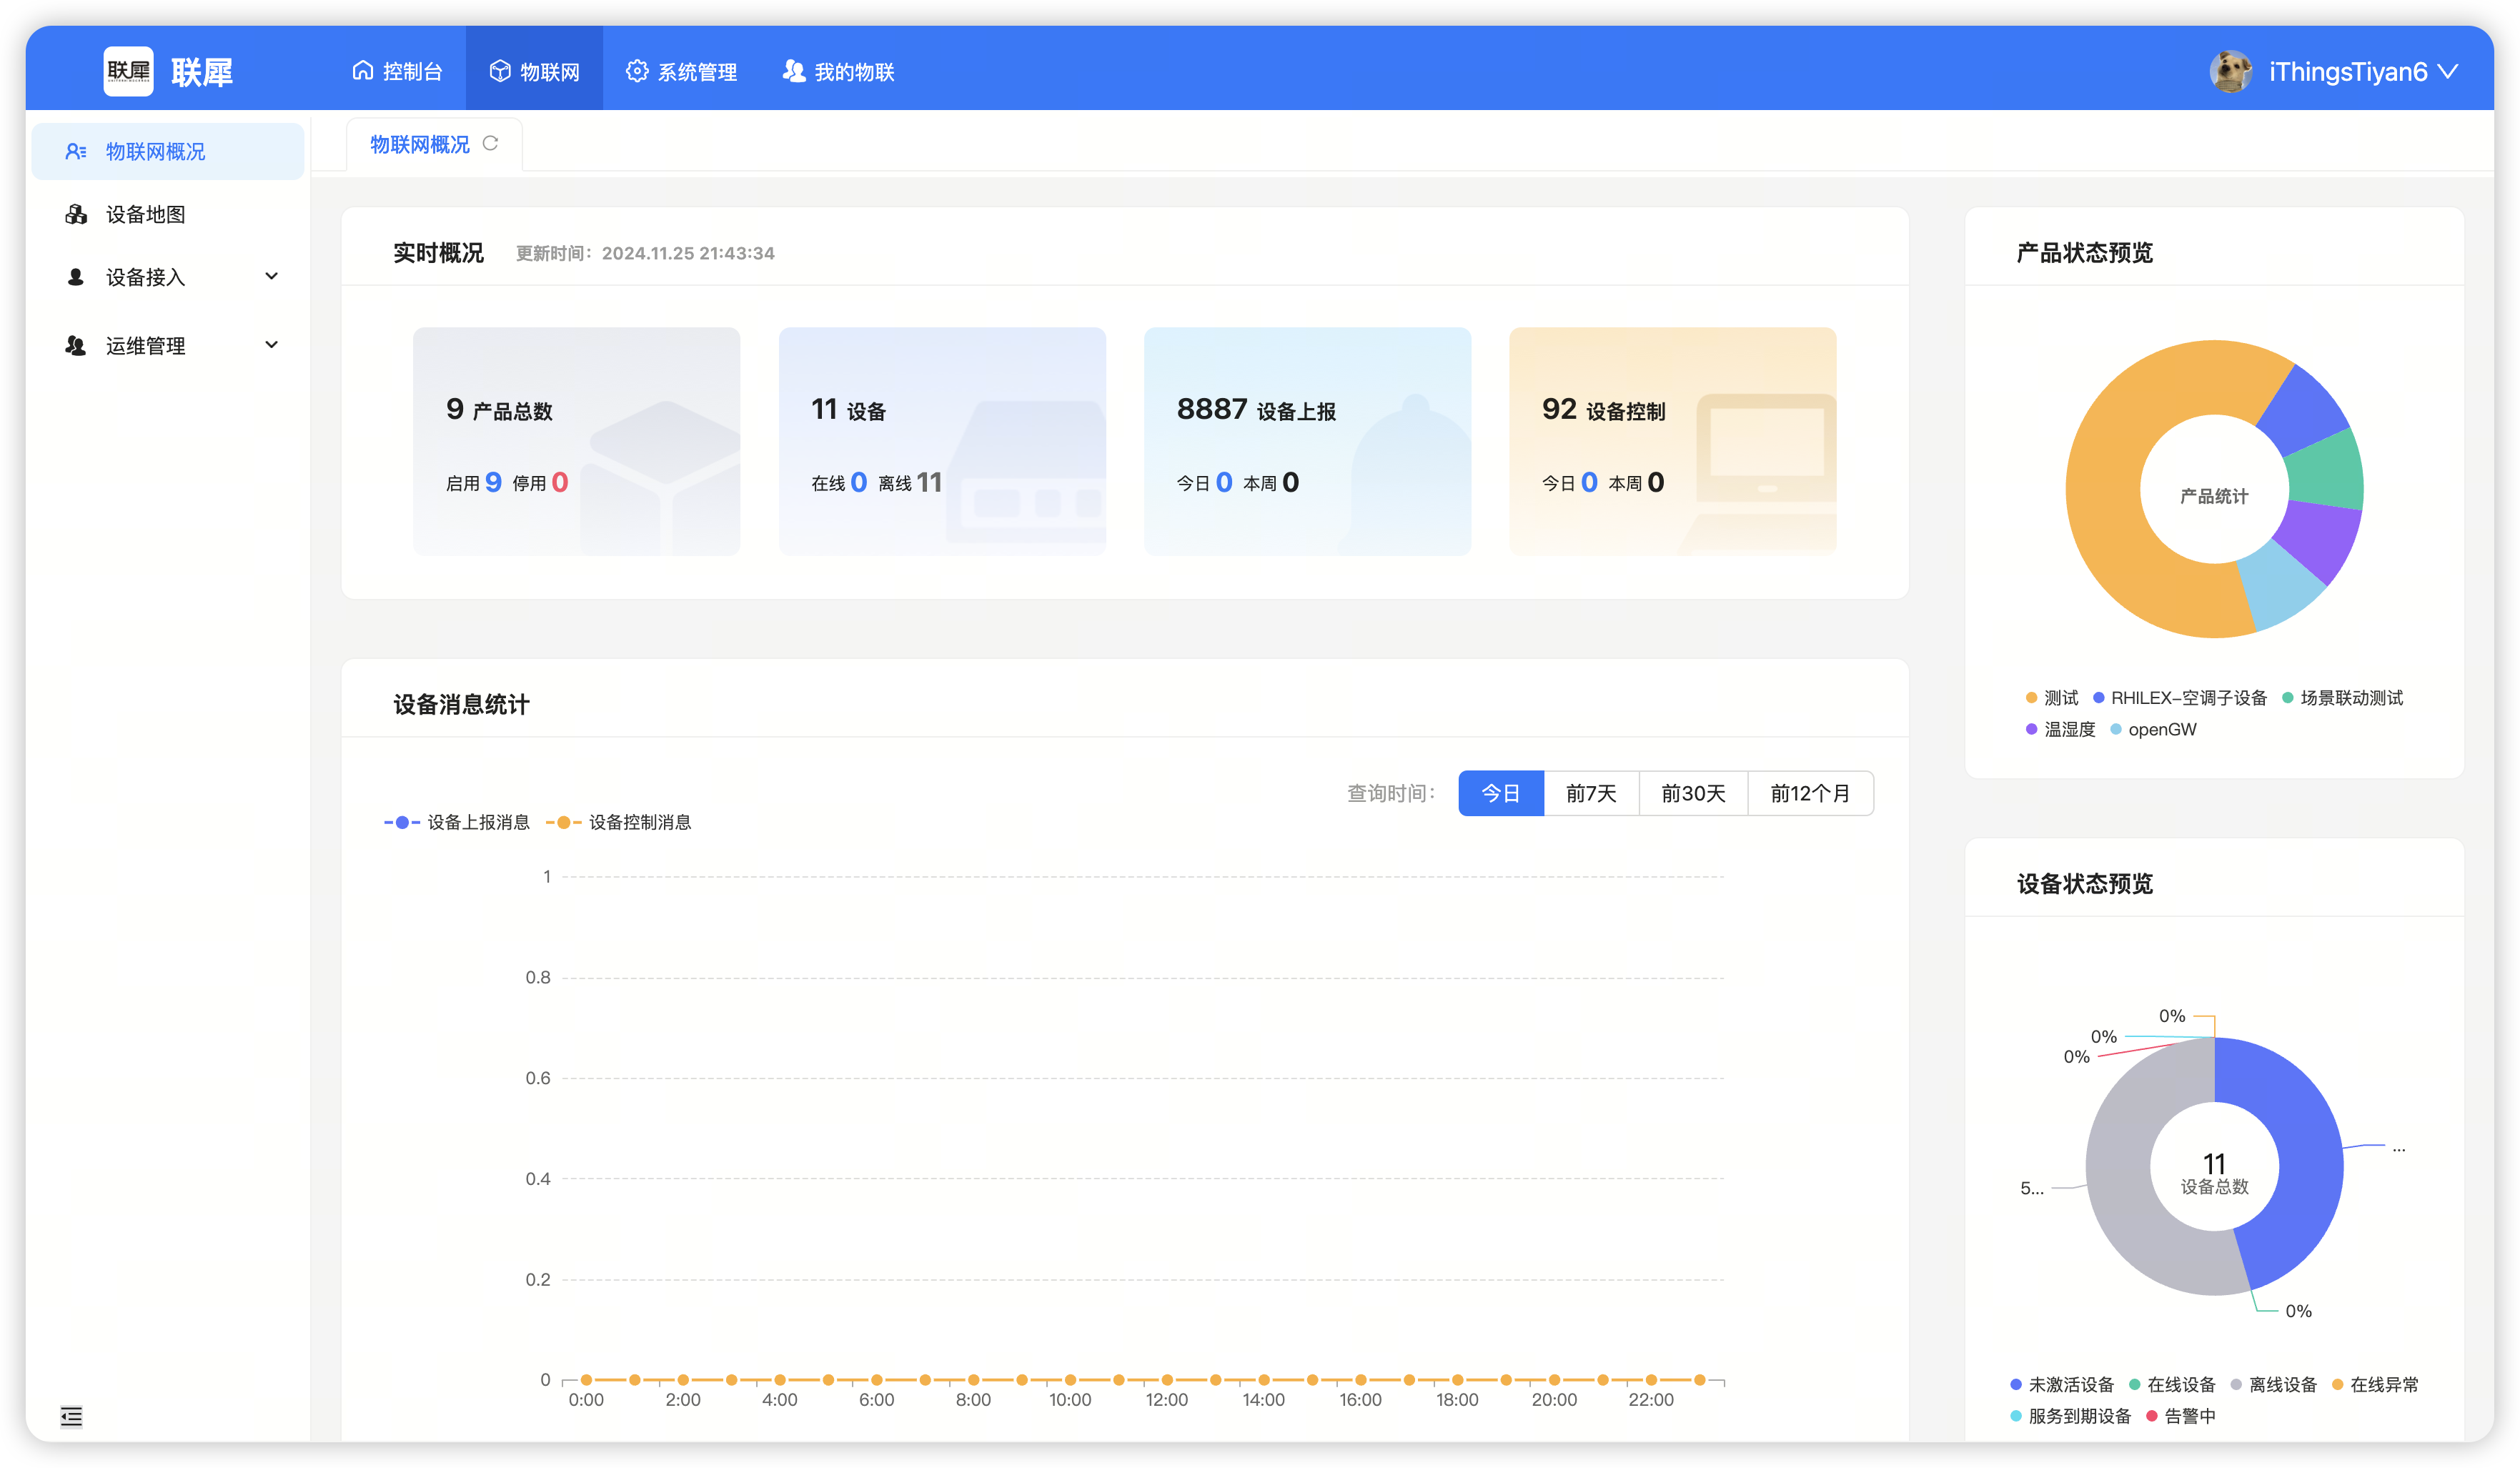 联犀 联犀 控制台 物联网 系统管理 我的物联 iThingsTiyan6
物联网概况
设备地图
设备接入
运维管理
物联网概况
实时概况 更新时间：2024.11.25 21:43:34
9 产品总数
启用 9 停用 0
11 设备
在线 0 离线 11
8887 设备上报
今日 0 本周 0
92 设备控制
今日 0 本周 0
产品状态预览
产品统计
测试 RHILEX-空调子设备 场景联动测试
温湿度 openGW
设备消息统计
查询时间： 今日 前7天 前30天 前12个月
设备上报消息 设备控制消息
1
0.8
0.6
0.4
0.2
0
0:00 2:00 4:00 6:00 8:00 10:00 12:00 14:00 16:00 18:00 20:00 22:00
设备状态预览
0%
0%
0%
...
11
设备总数
5...
0%
未激活设备 在线设备 离线设备 在线异常
服务到期设备 告警中